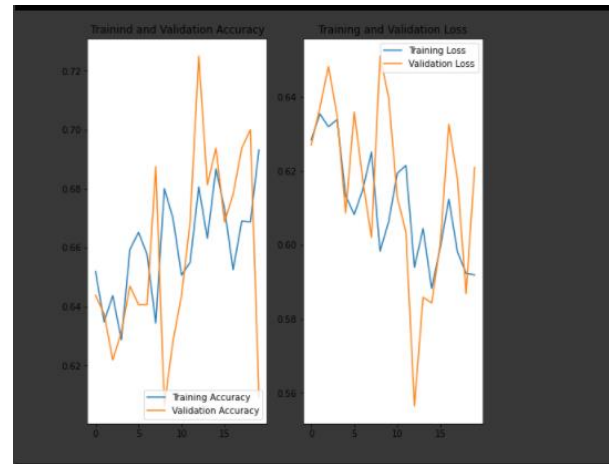 Trainind and Validation Accuracy
0.72
0.70
0.68
0.66
0.64
0.62
0 5 10 15
Training Accuracy
Validation Accuracy
Training and Validation Loss
0.64
0.62
0.60
0.58
0.56
0 5 10 15
Training Loss
Validation Loss